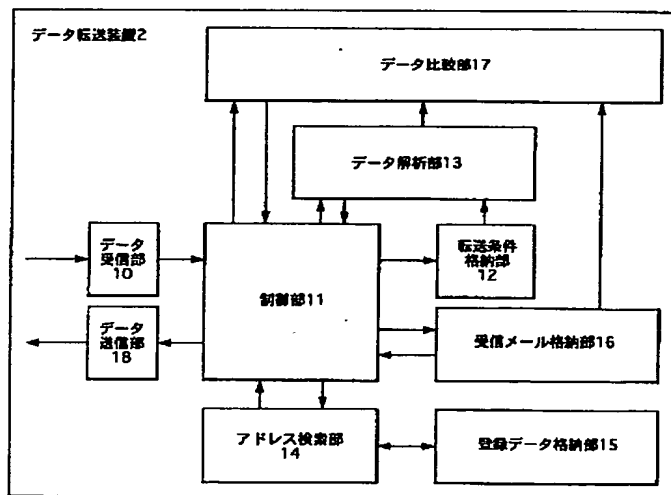 データ転送装置2
データ比較部17
データ解析部13
データ
受信部
10
転送条件
格納部
12
制御部11
データ
送信部
18
受信メール格納部16
アドレス検索部
14
登録データ格納部15